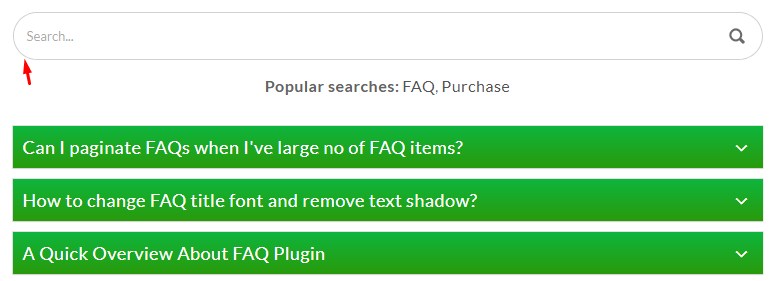 Search...
Popular searches: FAQ, Purchase
Can I paginate FAQs when I've large no of FAQ items?
How to change FAQ title font and remove text shadow?
A Quick Overview About FAQ Plugin